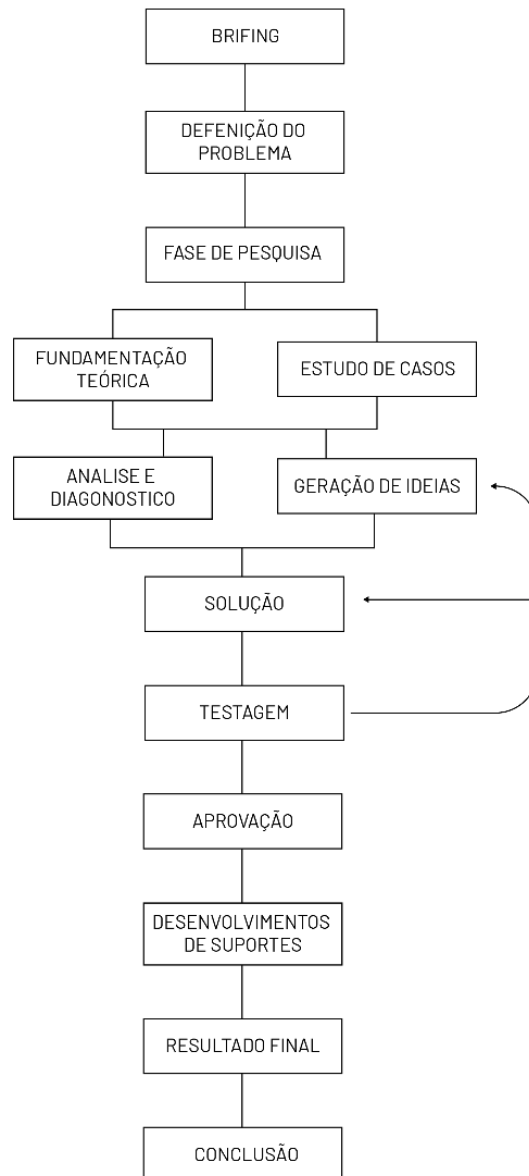 BRIFING
DEFENIÇÃO DO
PROBLEMA
FASE DE PESQUISA
FUNDAMENTAÇÃO
TEÓRICA
ESTUDO DE CASOS
ANALISE E
DIAGONOSTICO
GERAÇÃO DE IDEIAS
SOLUÇÃO
TESTAGEM
APROVAÇÃO
DESENVOLVIMENTOS
DE SUPORTES
RESULTADO FINAL
CONCLUSÃO